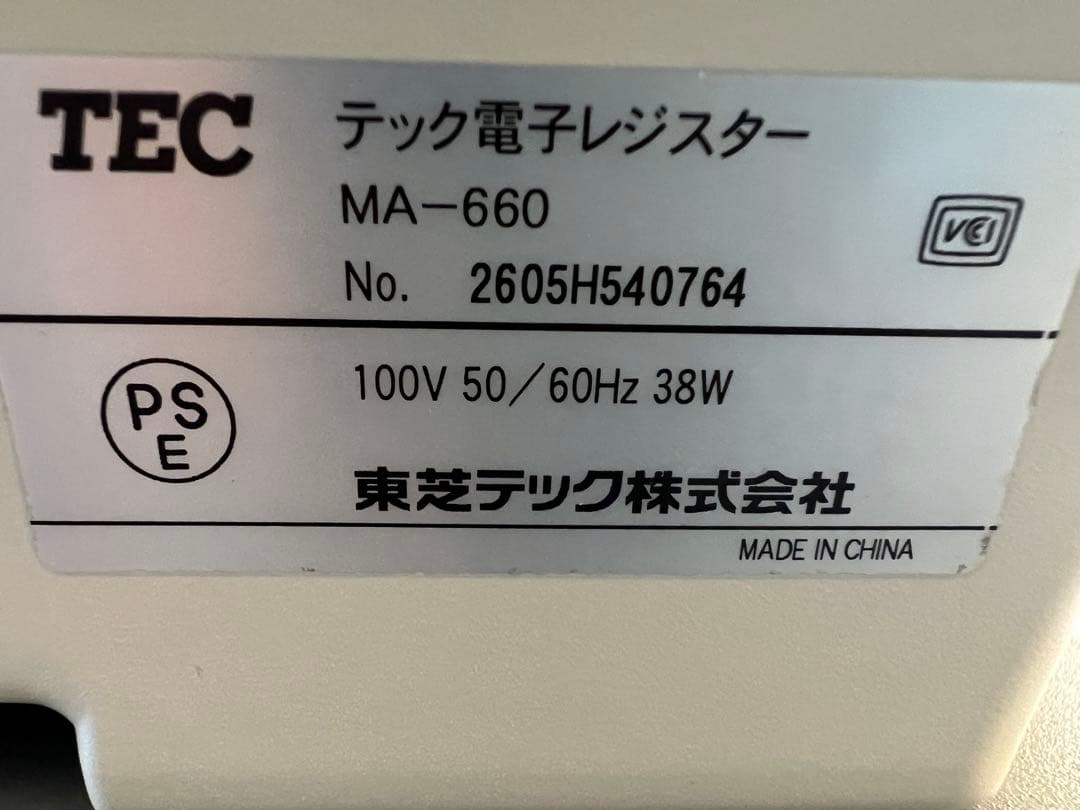 TEC テック電子レジスター
MA-660
VCI
No. 2605H540764
PS
E
100V 50/60Hz 38W
東芝テック株式会社
MADE IN CHINA